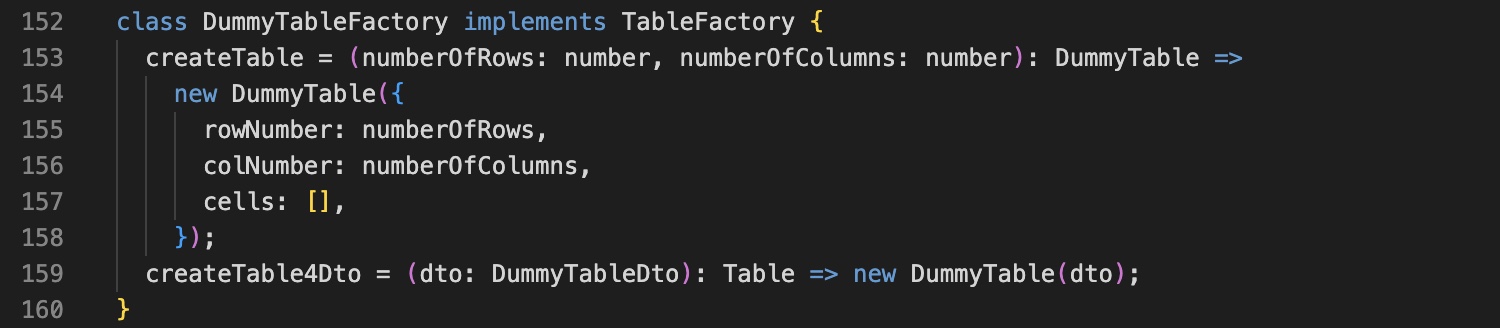 152 class DummyTableFactory implements TableFactory {
153 createTable = (numberOfRows: number, numberOfColumns: number): DummyTable =>
154 new DummyTable({
155 rowNumber: numberOfRows,
156 colNumber: numberOfColumns,
157 cells: [],
158 });
159 createTable4Dto = (dto: DummyTableDto): Table => new DummyTable(dto);
160 }